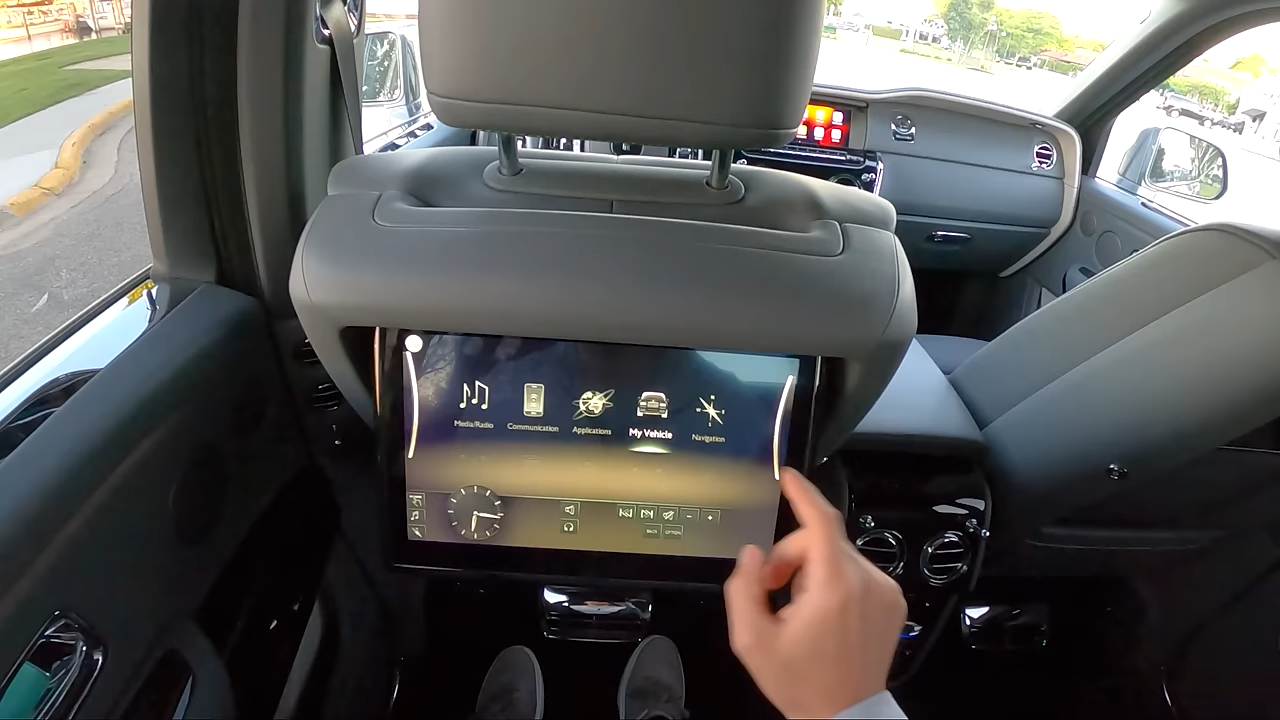 Media/Radio
Communication
Applications
My Vehicle
Navigation
BACK
OPTION